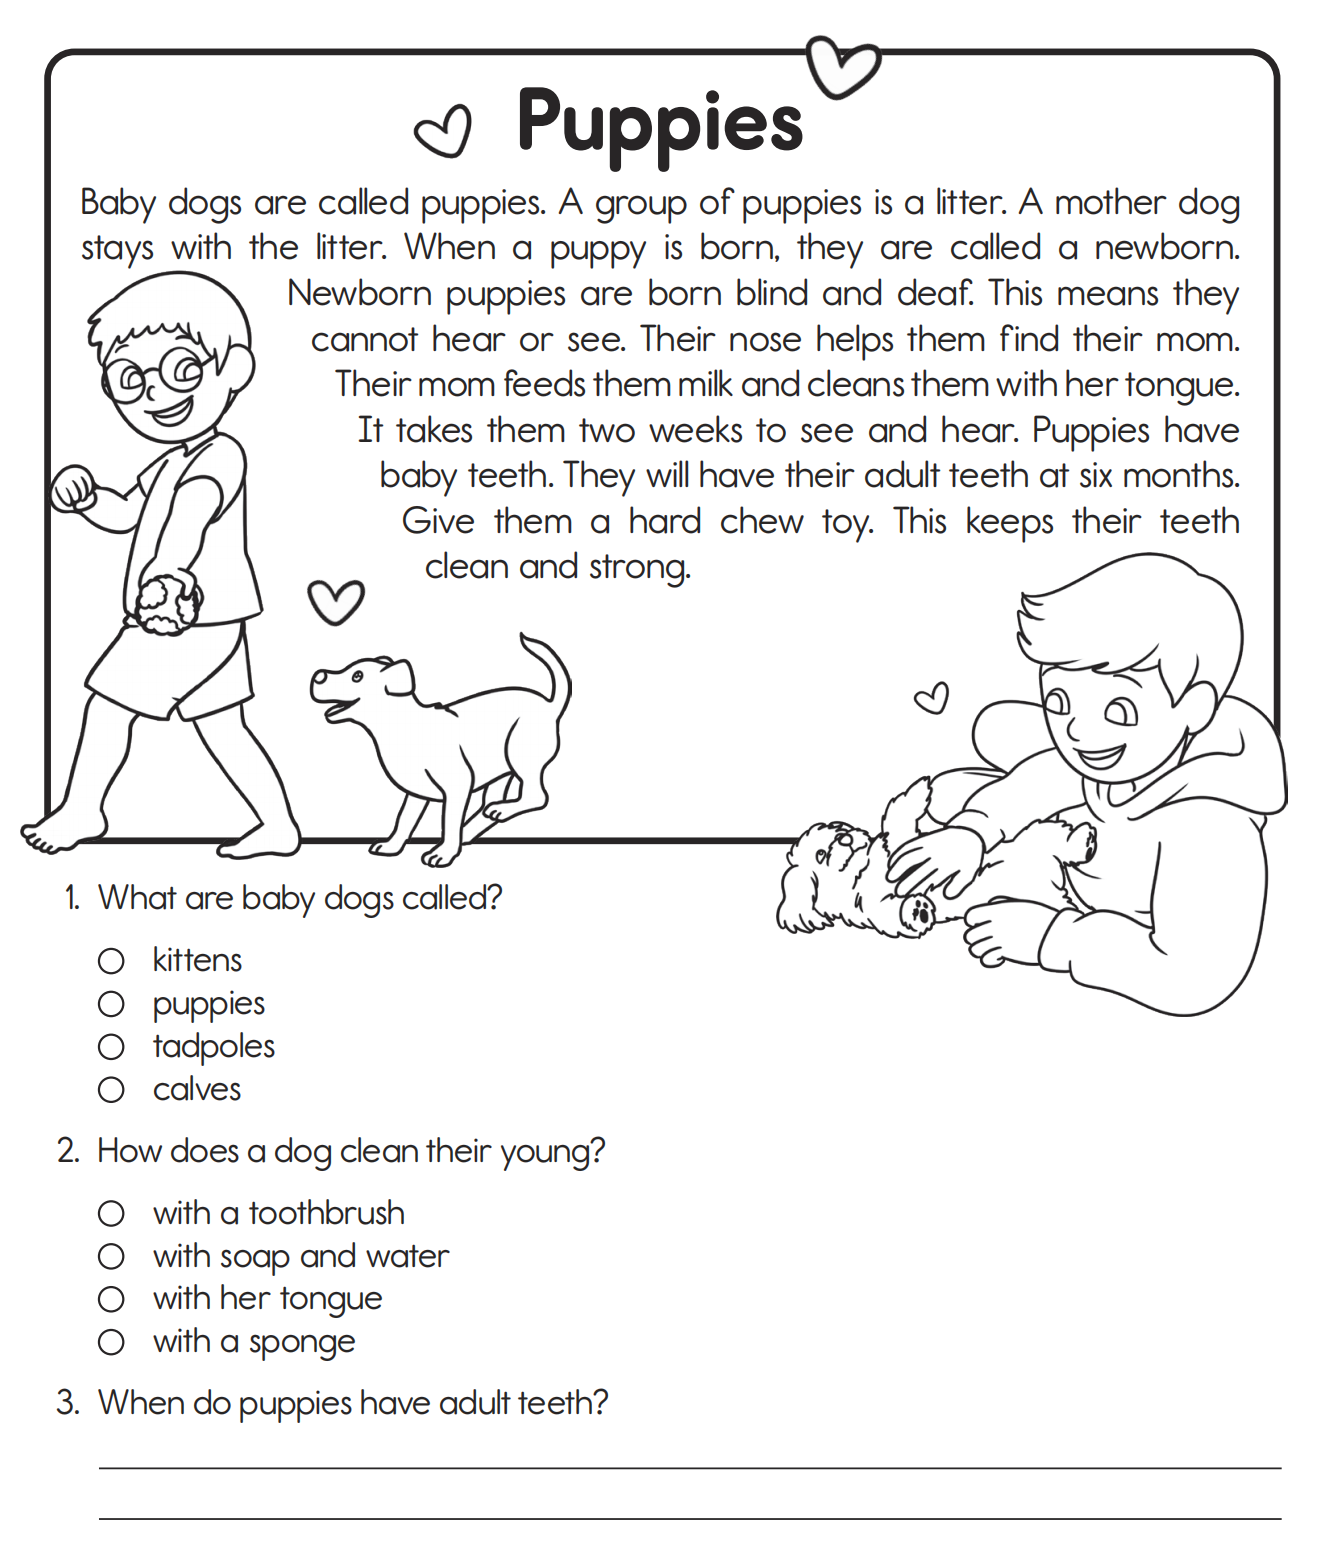 Puppies
Baby dogs are called puppies. A group of puppies is a litter. A mother dog
stays with the litter. When a puppy is born, they are called a newborn.
Newborn puppies are born blind and deaf. This means they
cannot hear or see. Their nose helps them find their mom.
Their mom feeds them milk and cleans them with her tongue.
It takes them two weeks to see and hear. Puppies have
baby teeth. They will have their adult teeth at six months.
Give them a hard chew toy. This keeps their teeth
clean and strong.
1. What are baby dogs called?
kittens
puppies
tadpoles
calves
2. How does a dog clean their young?
with a toothbrush
with soap and water
with her tongue
with a sponge
3. When do puppies have adult teeth?